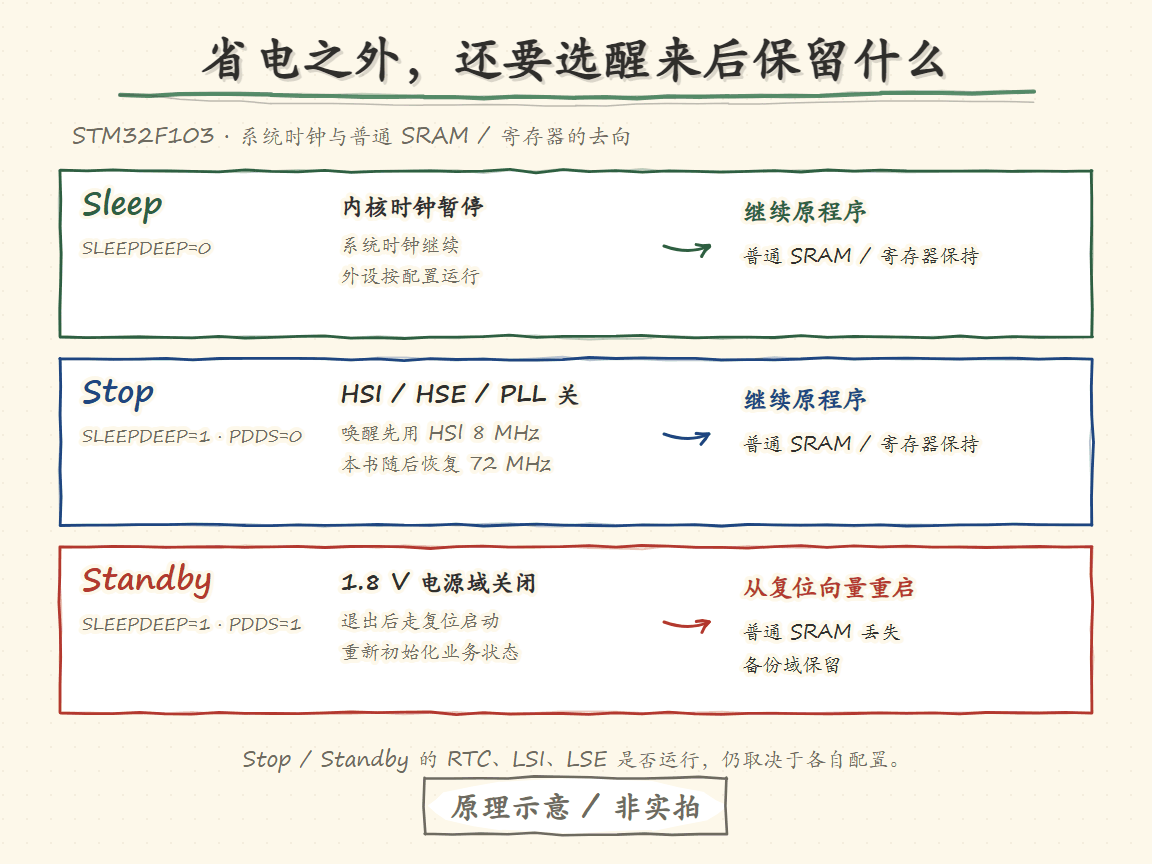 省电之外，还要选醒来后保留什么
STM32F103 · 系统时钟与普通 SRAM / 寄存器的去向
Sleep
SLEEPDEEP=0
内核时钟暂停
系统时钟继续
外设按配置运行
继续原程序
普通 SRAM / 寄存器保持
Stop
SLEEPDEEP=1 · PDDS=0
HSI / HSE / PLL 关
唤醒先用 HSI 8 MHz
本书随后恢复 72 MHz
继续原程序
普通 SRAM / 寄存器保持
Standby
SLEEPDEEP=1 · PDDS=1
1.8 V 电源域关闭
退出后走复位启动
重新初始化业务状态
从复位向量重启
普通 SRAM 丢失
备份域保留
Stop / Standby 的 RTC、LSI、LSE 是否运行，仍取决于各自配置。
原理示意 / 非实拍